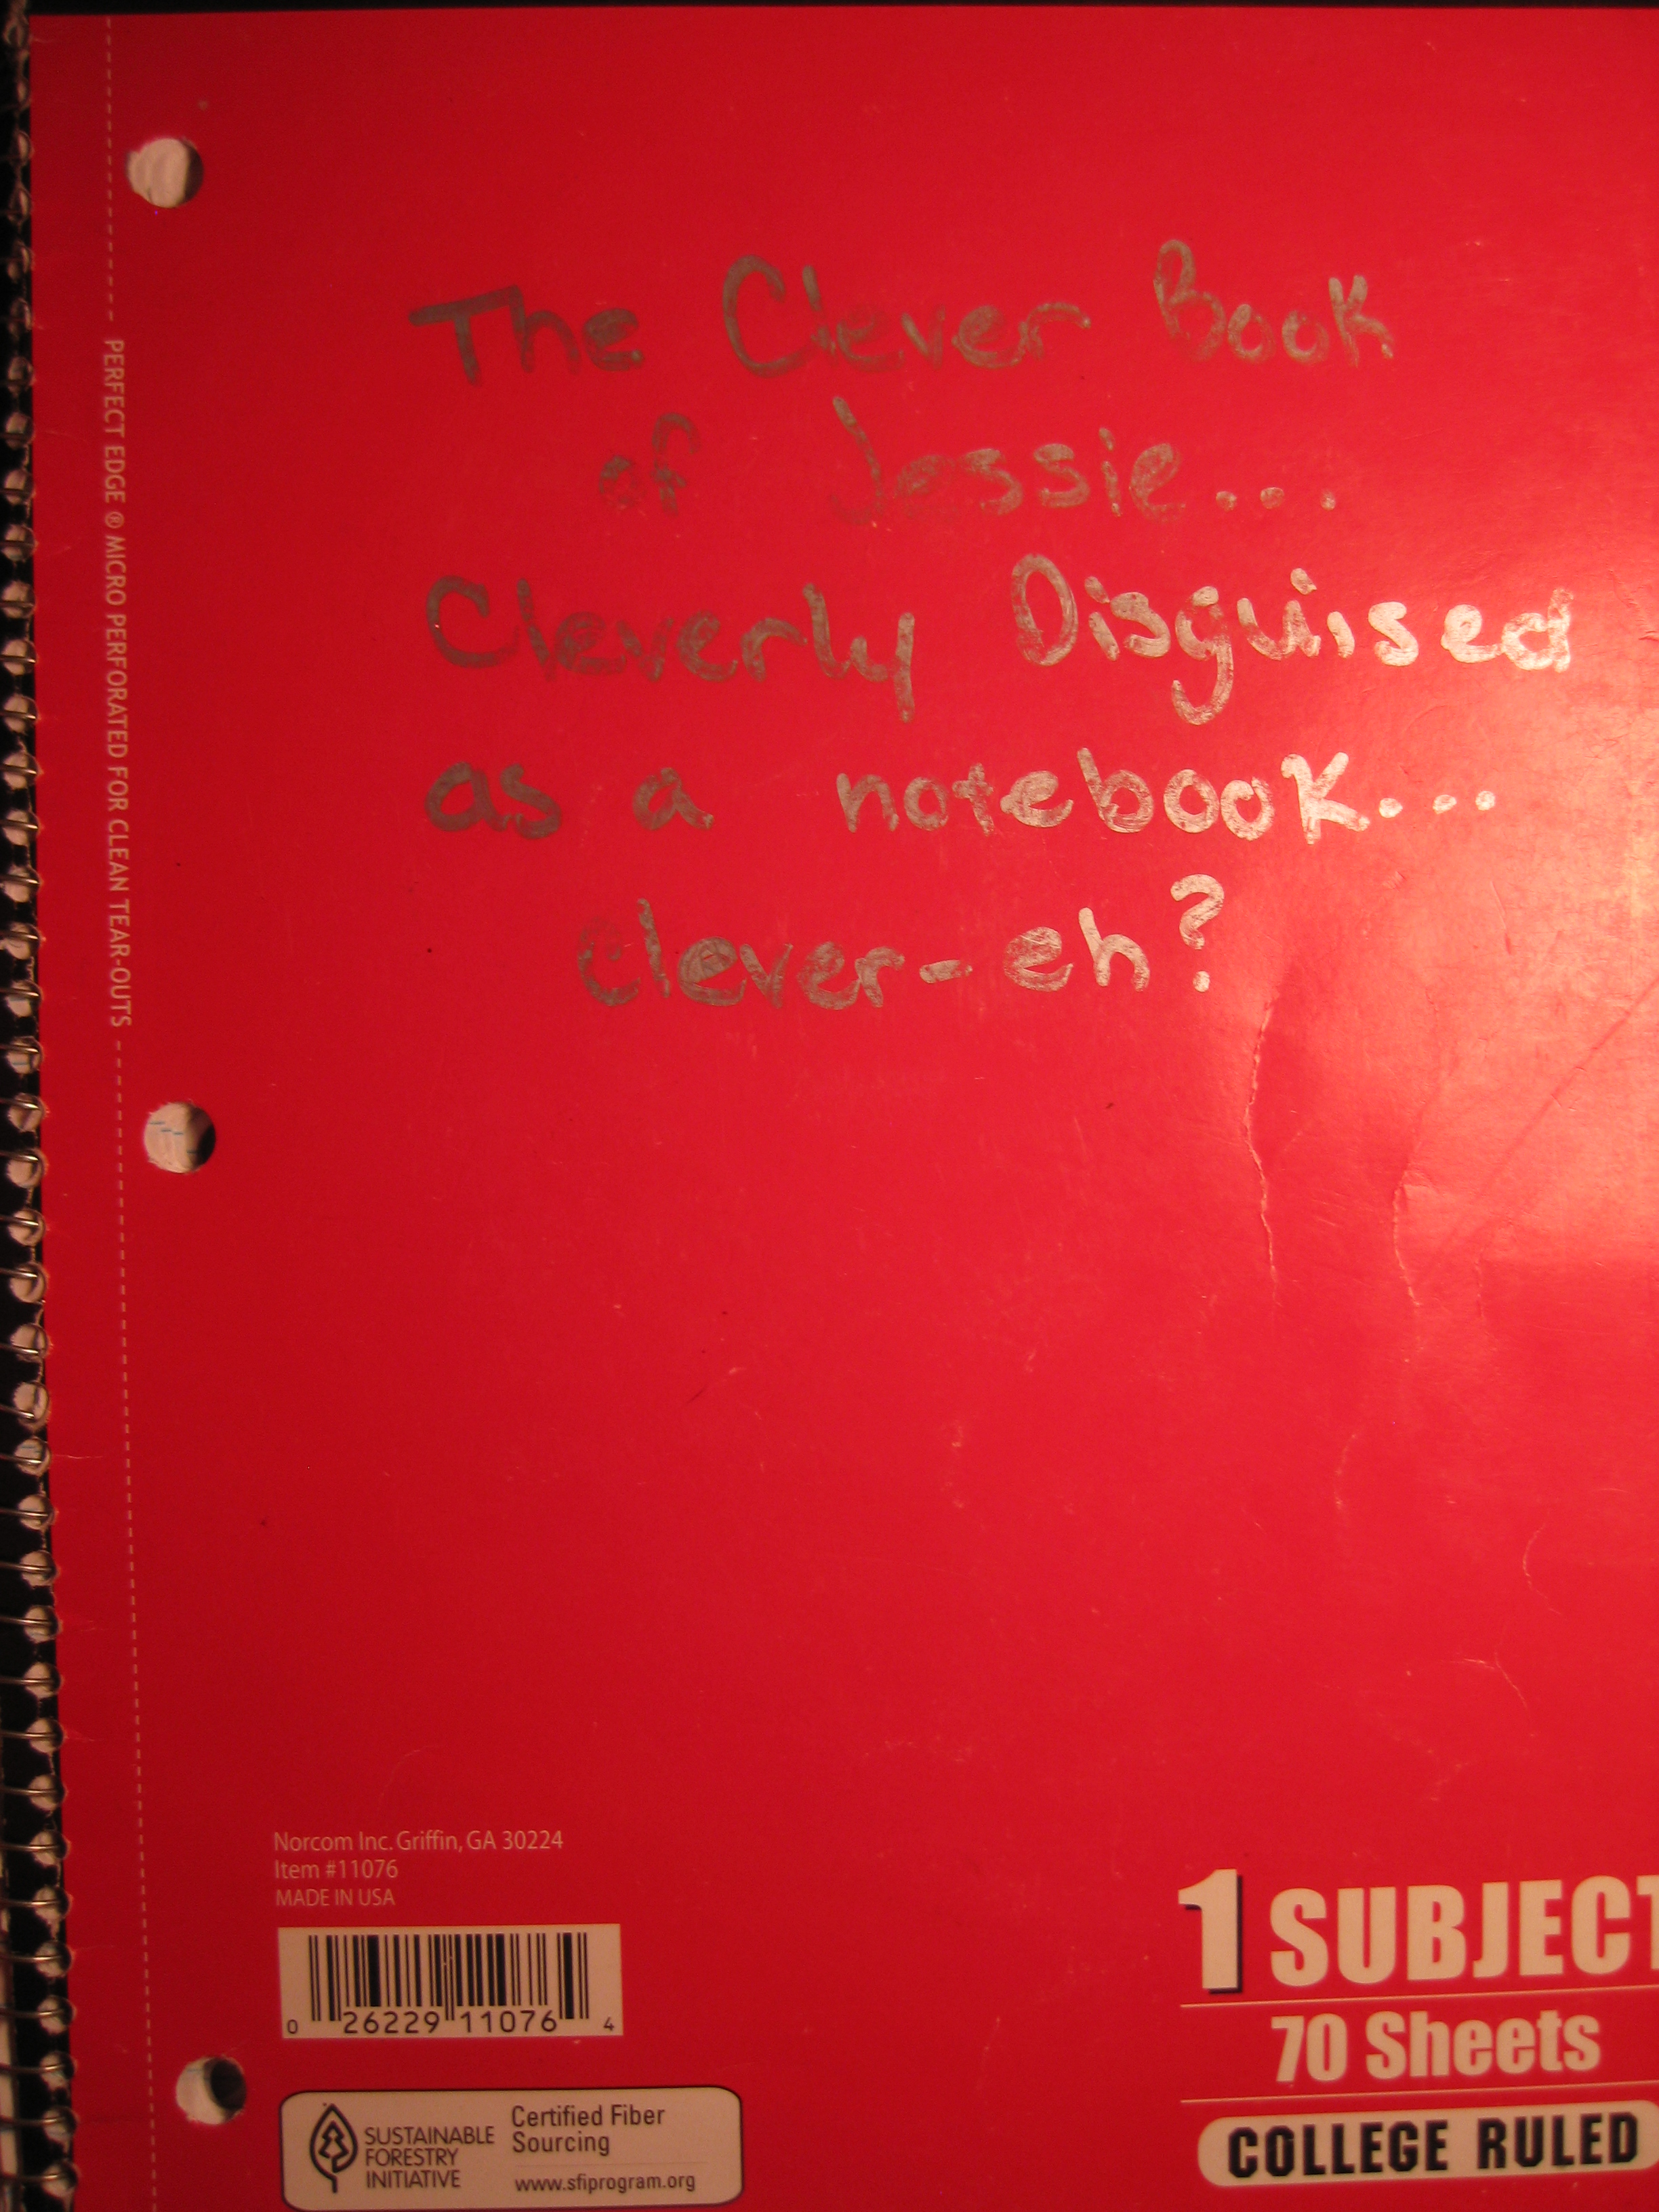 The Clever Book
of Jessie...
Cleverly Disguised
as a notebook...
clever-eh?
PERFECT EDGE ® MICRO PERFORATED FOR CLEAN TEAR-OUTS
Norcom Inc. Griffin, GA 30224
Item #11076
MADE IN USA
0 26229 11076 4
SUSTAINABLE
FORESTRY
INITIATIVE
Certified Fiber
Sourcing
www.sfiprogram.org
1 SUBJECT
70 Sheets
COLLEGE RULED